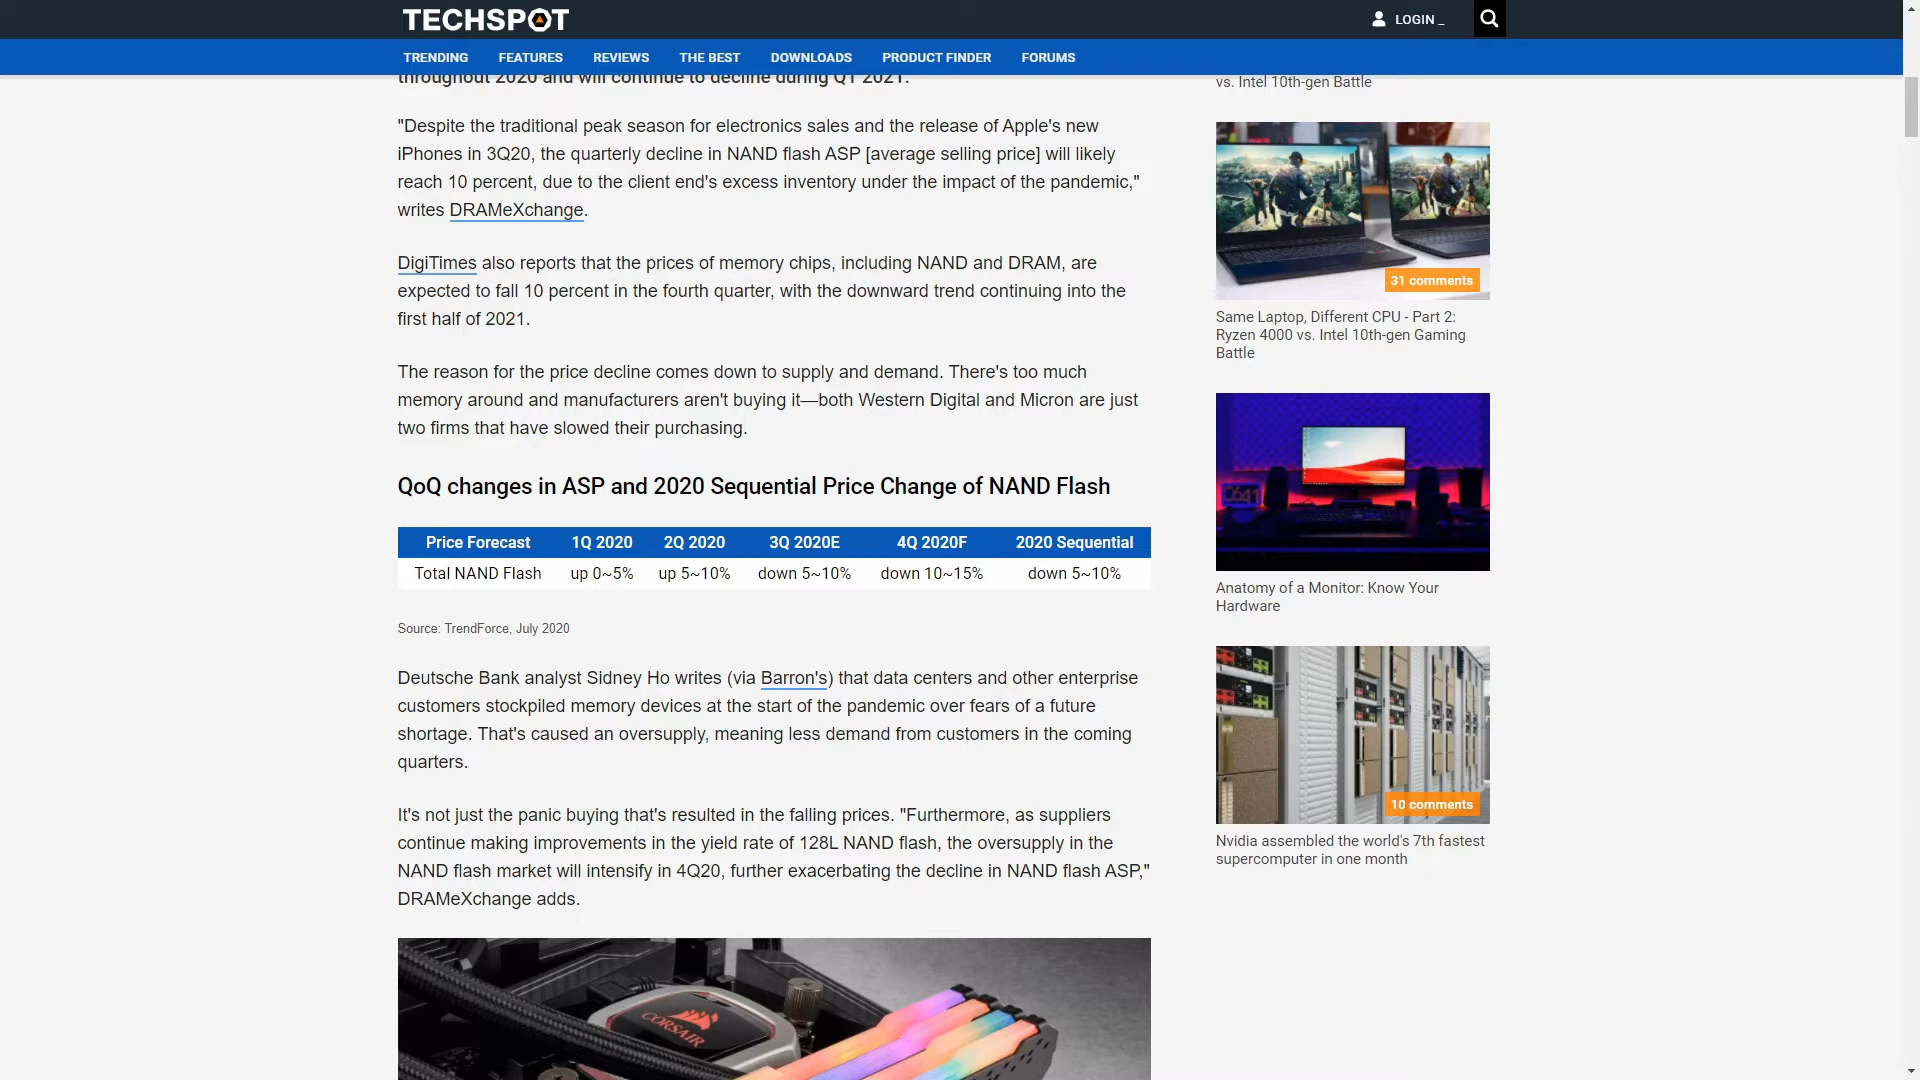 TECHSPOT
LOGIN _
TRENDING FEATURES REVIEWS THE BEST DOWNLOADS PRODUCT FINDER FORUMS
throughout 2020 and will continue to decline during Q1 2021.
"Despite the traditional peak season for electronics sales and the release of Apple's new
iPhones in 3Q20, the quarterly decline in NAND flash ASP [average selling price] will likely
reach 10 percent, due to the client end's excess inventory under the impact of the pandemic,"
writes DRAMeXchange.
DigiTimes also reports that the prices of memory chips, including NAND and DRAM, are
expected to fall 10 percent in the fourth quarter, with the downward trend continuing into the
first half of 2021.
The reason for the price decline comes down to supply and demand. There's too much
memory around and manufacturers aren't buying it—both Western Digital and Micron are just
two firms that have slowed their purchasing.
QoQ changes in ASP and 2020 Sequential Price Change of NAND Flash
Price Forecast 1Q 2020 2Q 2020 3Q 2020E 4Q 2020F 2020 Sequential
Total NAND Flash up 0~5% up 5~10% down 5~10% down 10~15% down 5~10%
Source: TrendForce, July 2020
Deutsche Bank analyst Sidney Ho writes (via Barron's) that data centers and other enterprise
customers stockpiled memory devices at the start of the pandemic over fears of a future
shortage. That's caused an oversupply, meaning less demand from customers in the coming
quarters.
It's not just the panic buying that's resulted in the falling prices. "Furthermore, as suppliers
continue making improvements in the yield rate of 128L NAND flash, the oversupply in the
NAND flash market will intensify in 4Q20, further exacerbating the decline in NAND flash ASP,"
DRAMeXchange adds.
CORSAIR
vs. Intel 10th-gen Battle
31 comments
Same Laptop, Different CPU - Part 2:
Ryzen 4000 vs. Intel 10th-gen Gaming
Battle
0641
Anatomy of a Monitor: Know Your
Hardware
10 comments
Nvidia assembled the world's 7th fastest
supercomputer in one month